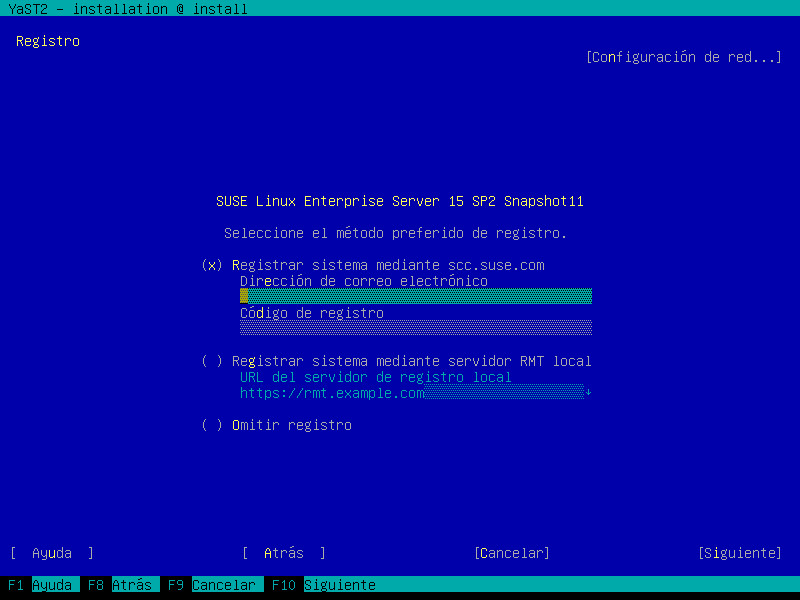 YaST2 - installation @ install
Registro
[Configuración de red...]
SUSE Linux Enterprise Server 15 SP2 Snapshot11
Seleccione el método preferido de registro.
(x) Registrar sistema mediante scc.suse.com
Dirección de correo electrónico
Código de registro
( ) Registrar sistema mediante servidor RMT local
URL del servidor de registro local
https://rmt.example.com
( ) Omitir registro
[ Ayuda ] [ Atrás ] [Cancelar] [Siguiente]
F1 Ayuda F8 Atrás F9 Cancelar F10 Siguiente